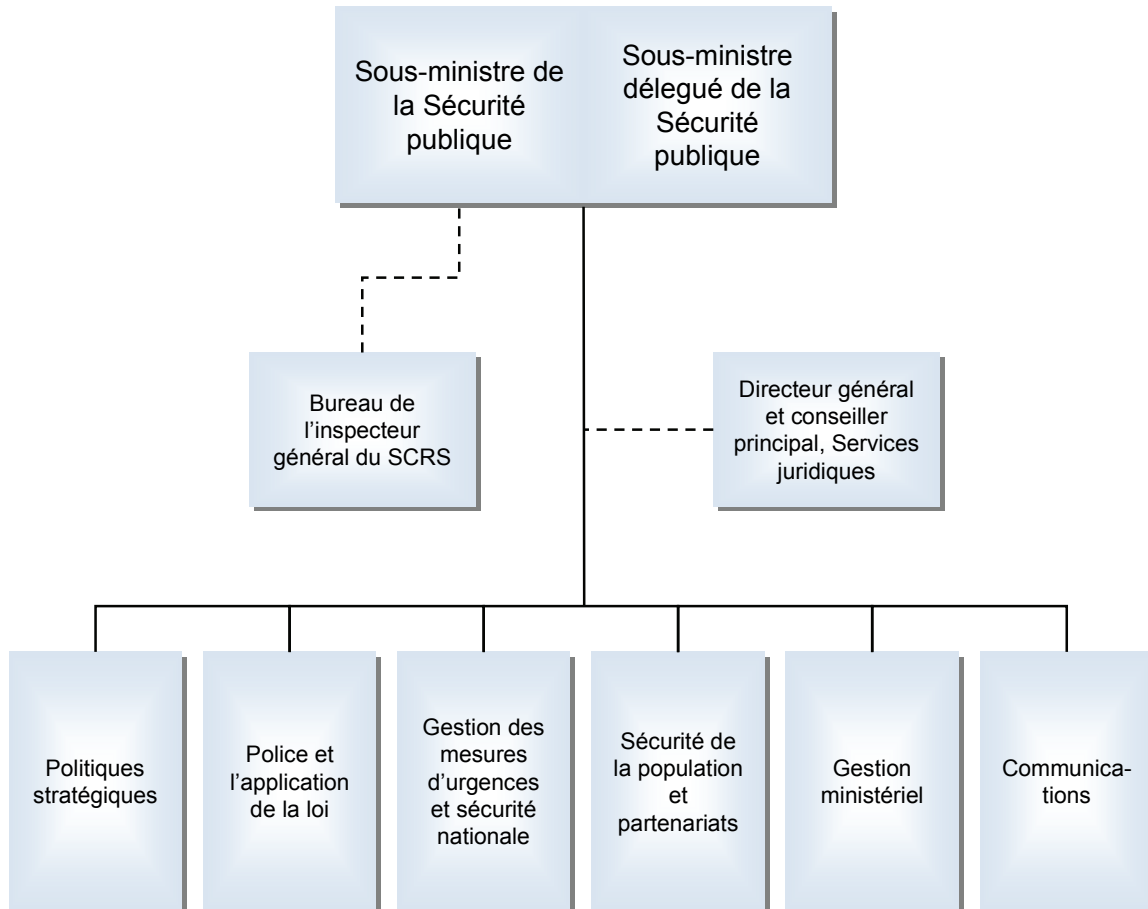 Sous-ministre de
la Sécurité
publique
Sous-ministre
délegué de la
Sécurité
publique
Bureau de
l’inspecteur
général du SCRS
Directeur général
et conseiller
principal, Services
juridiques
Politiques
stratégiques
Police et
l’application
de la loi
Gestion des
mesures
d’urgences
et sécurité
nationale
Sécurité de
la population
et
partenariats
Gestion
ministériel
Communica-
tions